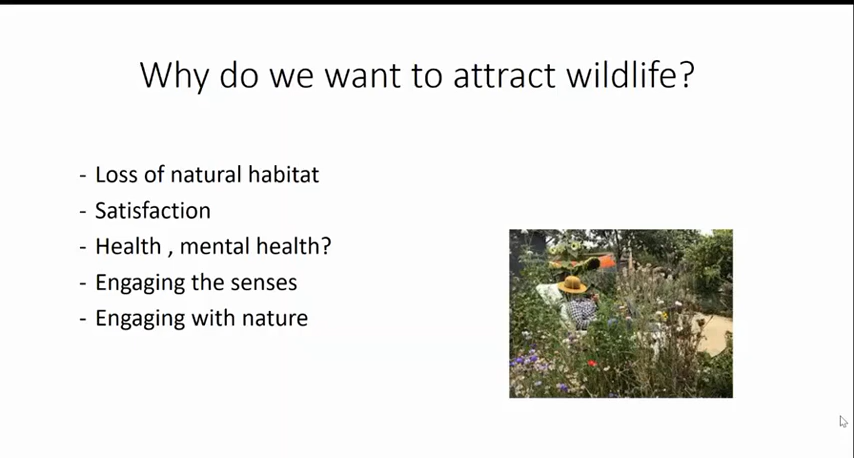 Why do we want to attract wildlife?
- Loss of natural habitat
- Satisfaction
- Health , mental health?
- Engaging the senses
- Engaging with nature